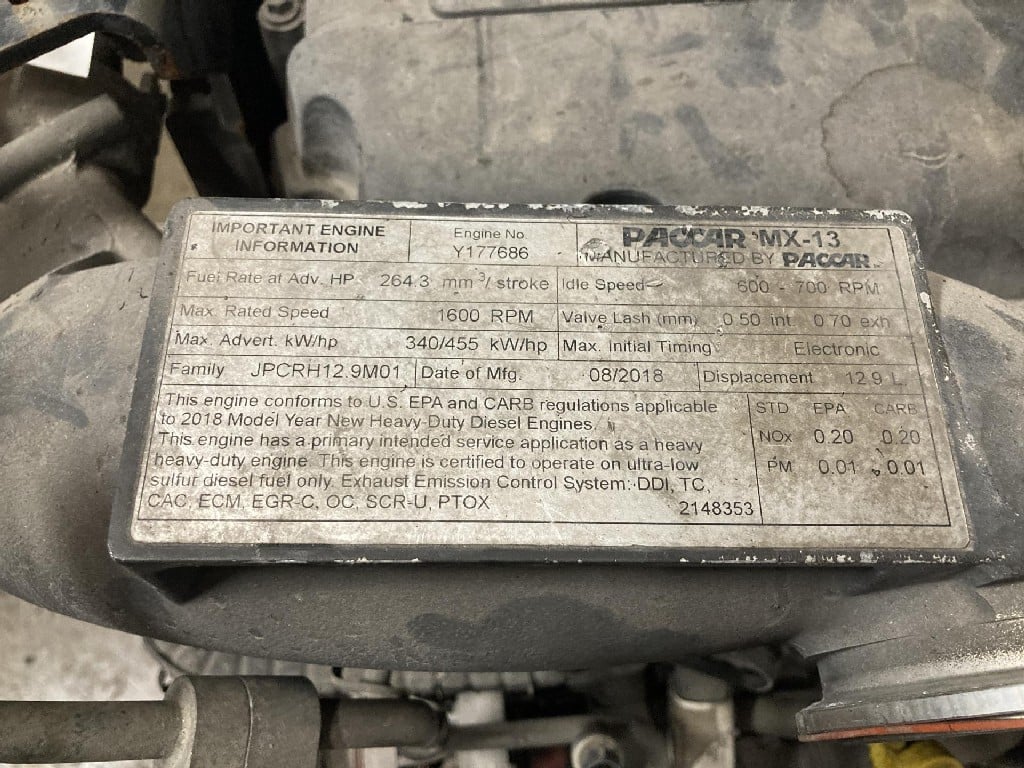 IMPORTANT ENGINE INFORMATION
Engine No.
Y177686
PACCAR MX-13
MANUFACTURED BY PACCAR
Fuel Rate at Adv. HP 264.3 mm³/ stroke
Idle Speed 600 - 700 RPM
Max. Rated Speed 1600 RPM
Valve Lash (mm) 0.50 int. 0.70 exh
Max. Advert. kW/hp 340/455 kW/hp
Max. Initial Timing Electronic
Family JPCRH12.9M01
Date of Mfg. 08/2018
Displacement 12.9 L
This engine conforms to U.S. EPA and CARB regulations applicable
to 2018 Model Year New Heavy-Duty Diesel Engines.
This engine has a primary intended service application as a heavy
heavy-duty engine. This engine is certified to operate on ultra-low
sulfur diesel fuel only. Exhaust Emission Control System: DDI, TC,
CAC, ECM, EGR-C, OC, SCR-U, PTOX
2148353
STD EPA CARB
NOx 0.20 0.20
PM 0.01 0.01